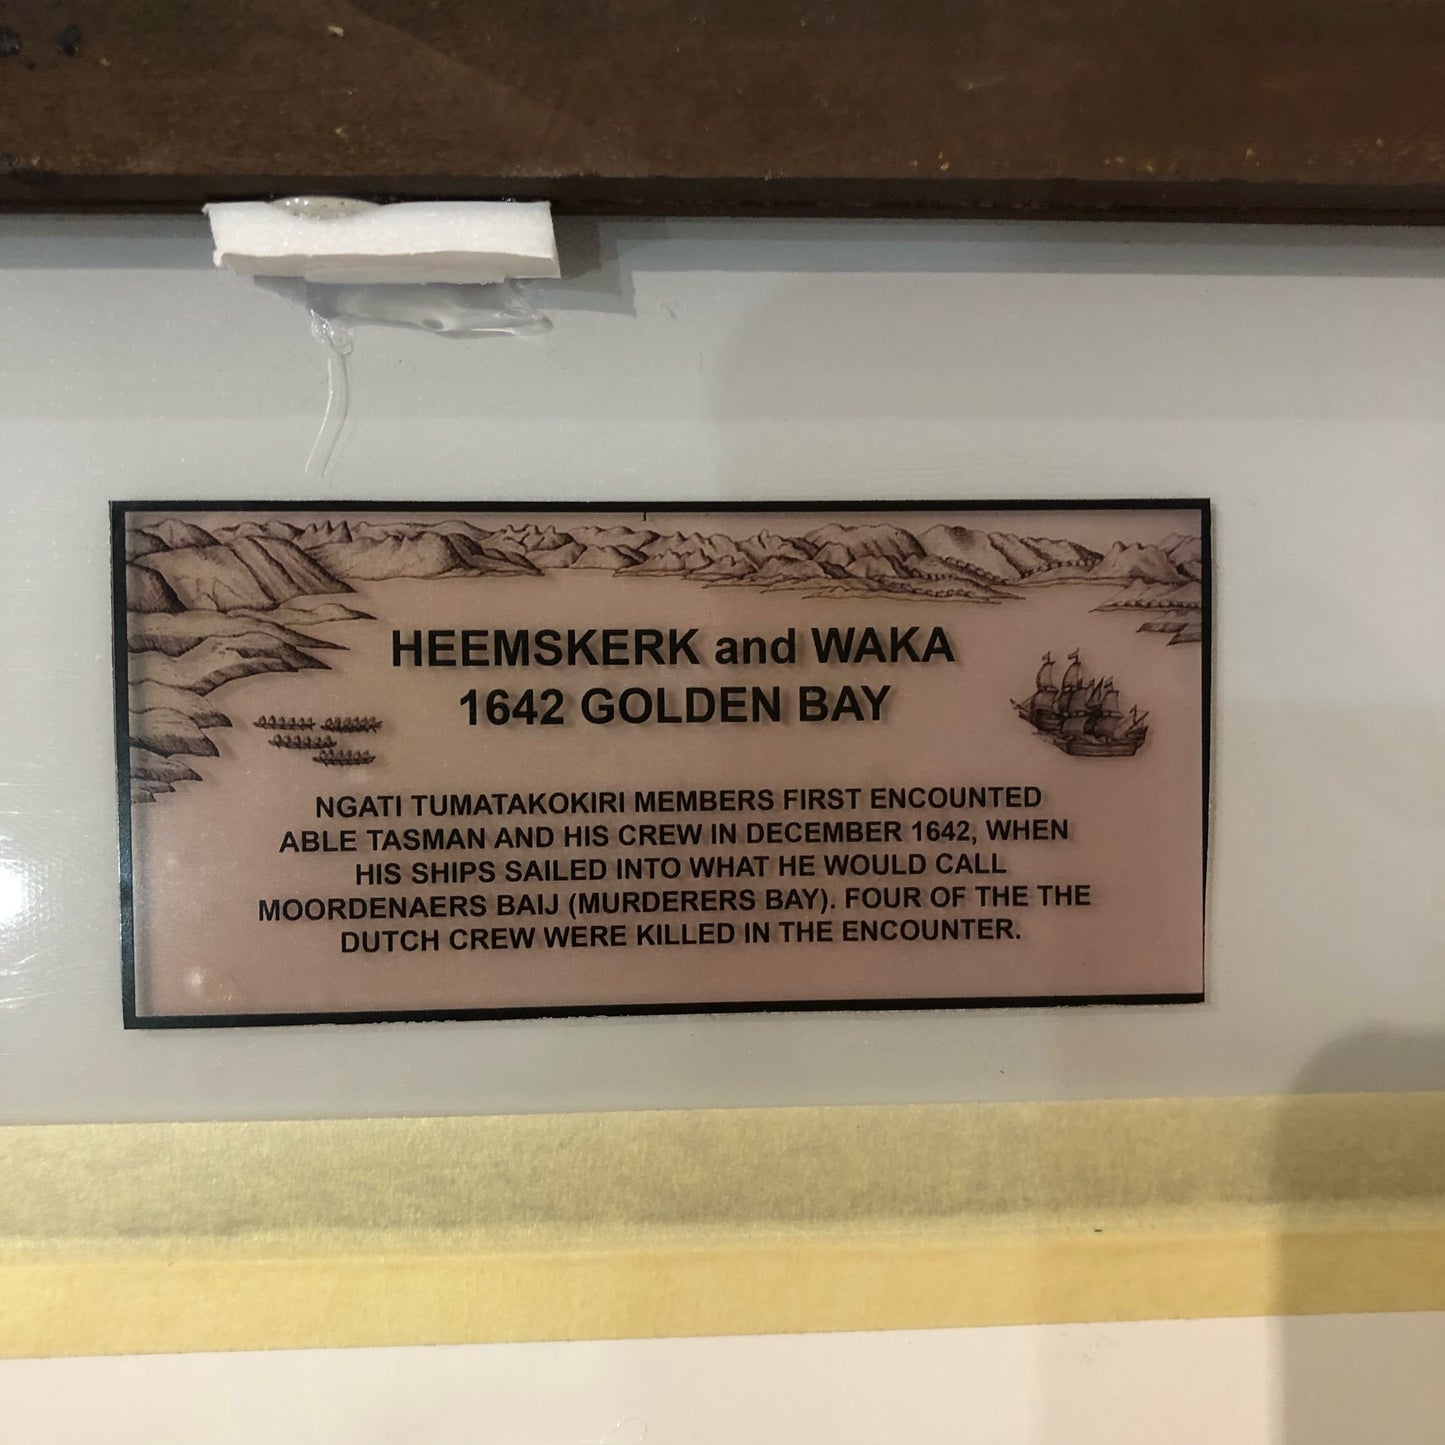 HEEMSKERK and WAKA
1642 GOLDEN BAY
NGATI TUMATAKOKIRI MEMBERS FIRST ENCOUNTED
ABLE TASMAN AND HIS CREW IN DECEMBER 1642, WHEN
HIS SHIPS SAILED INTO WHAT HE WOULD CALL
MOORDENAERS BAIJ (MURDERERS BAY). FOUR OF THE THE
DUTCH CREW WERE KILLED IN THE ENCOUNTER.